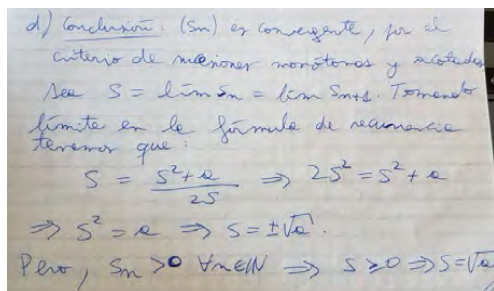 d) Conclusión: (Sn) es convergente, por el
criterio de sucesiones monótonas y acotadas
Sea S = lim Sn = lim Sn+1. Tomando
límite en la fórmula de recurrencia
tenemos que:
S = (S² + a) / 2S ⇒ 2S² = S² + a
⇒ S² = a ⇒ S = ±√a.
Pero, Sn > 0 ∀n∈ℕ ⇒ S ≥ 0 ⇒ S = √a